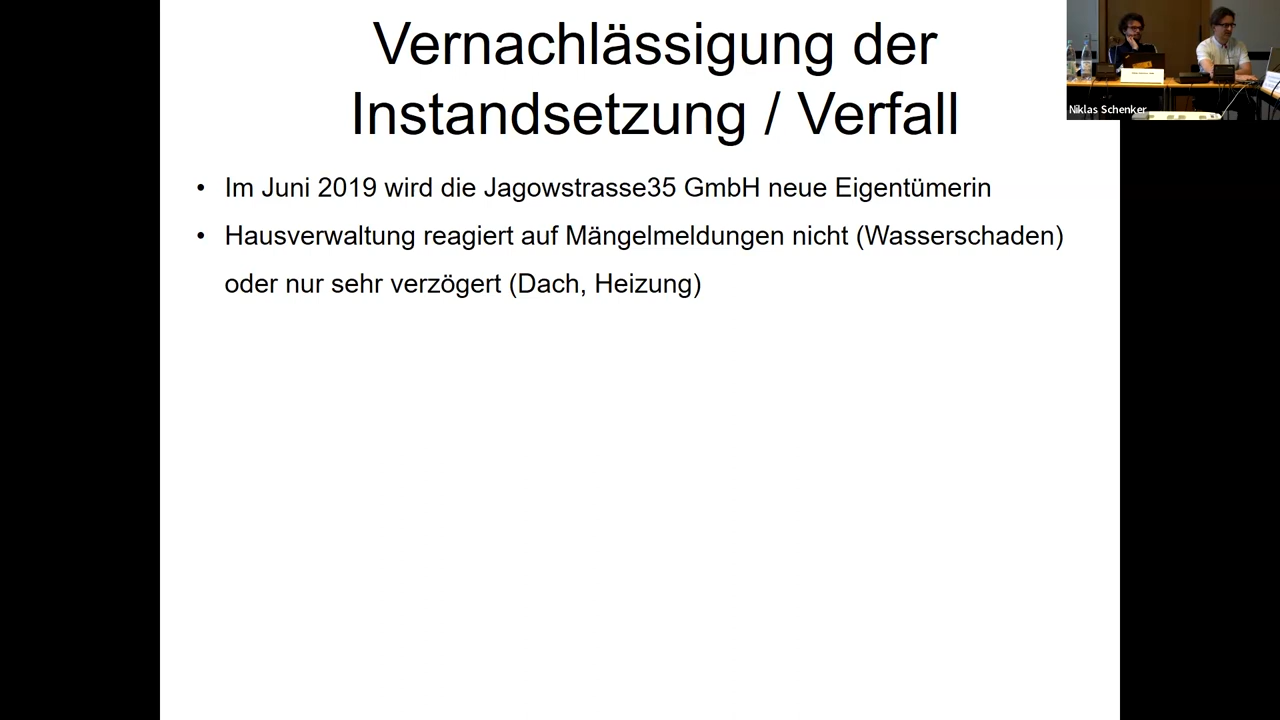 Vernachlässigung der
Instandsetzung / Verfall
• Im Juni 2019 wird die Jagowstrasse35 GmbH neue Eigentümerin
• Hausverwaltung reagiert auf Mängelmeldungen nicht (Wasserschaden)
oder nur sehr verzögert (Dach, Heizung)
Niklas Schenker